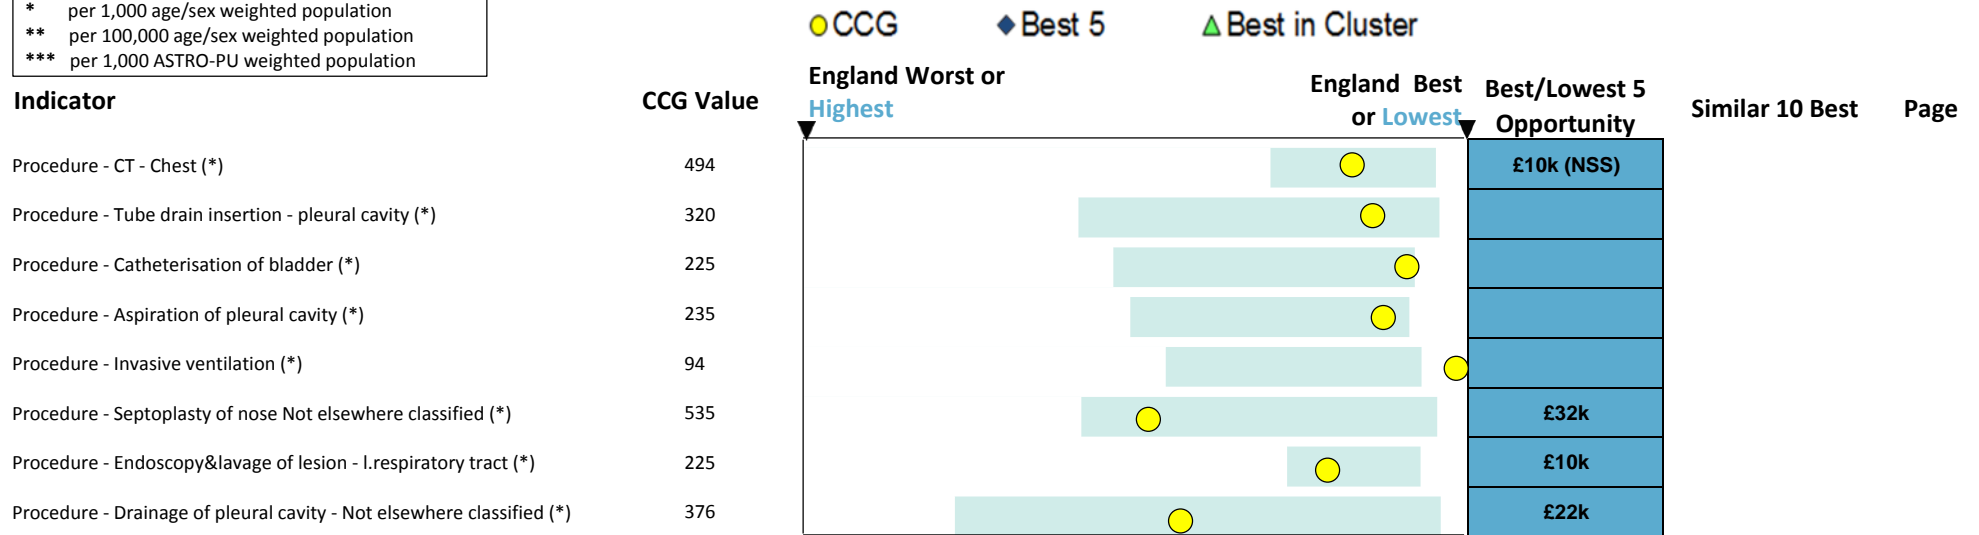 * per 1,000 age/sex weighted population
** per 100,000 age/sex weighted population
*** per 1,000 ASTRO-PU weighted population
CCG Best 5 Best in Cluster
Indicator CCG Value England Worst or Highest England Best or Lowest Best/Lowest 5 Opportunity Similar 10 Best Page
Procedure - CT - Chest (*) 494 £10k (NSS)
Procedure - Tube drain insertion - pleural cavity (*) 320
Procedure - Catheterisation of bladder (*) 225
Procedure - Aspiration of pleural cavity (*) 235
Procedure - Invasive ventilation (*) 94
Procedure - Septoplasty of nose Not elsewhere classified (*) 535 £32k
Procedure - Endoscopy&lavage of lesion - l.respiratory tract (*) 225 £10k
Procedure - Drainage of pleural cavity - Not elsewhere classified (*) 376 £22k